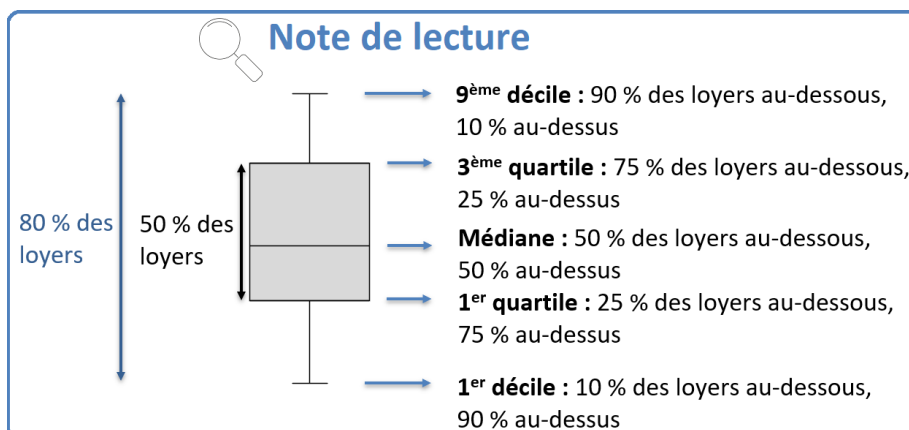 Note de lecture
9ème décile : 90 % des loyers au-dessous,
10 % au-dessus
3ème quartile : 75 % des loyers au-dessous,
25 % au-dessus
80 % des
loyers
50 % des
loyers
Médiane : 50 % des loyers au-dessous,
50 % au-dessus
1er quartile : 25 % des loyers au-dessous,
75 % au-dessus
1er décile : 10 % des loyers au-dessous,
90 % au-dessus